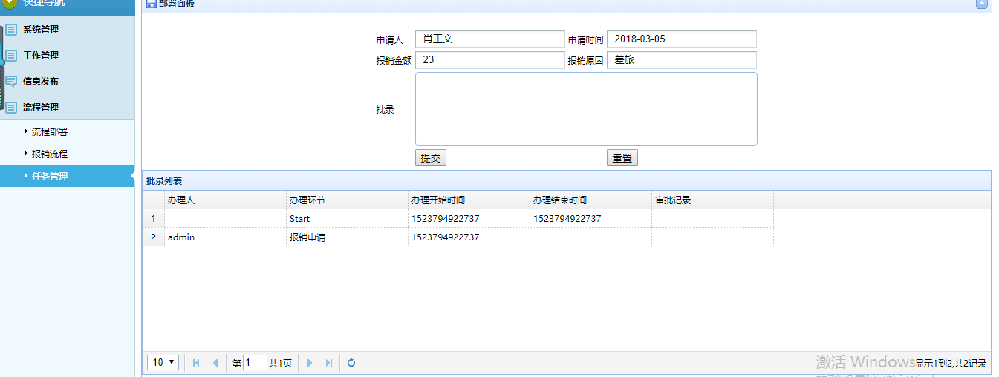 快捷导航
系统管理
工作管理
信息发布
流程管理
流程部署
报销流程
任务管理
部署面板
申请人 肖正文 申请时间 2018-03-05
报销金额 23 报销原因 差旅
批录
提交 重置
批录列表
办理人 办理环节 办理开始时间 办理结束时间 审批记录
1 Start 1523794922737 1523794922737
2 admin 报销申请 1523794922737
10 第 1 共1页 显示1到2,共2记录
激活 Windows